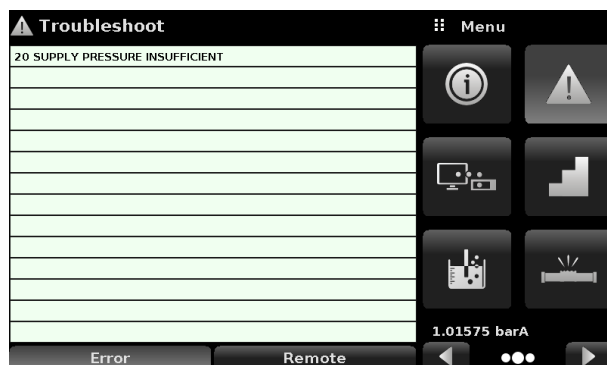 Troubleshoot
20 SUPPLY PRESSURE INSUFFICIENT
Error
Remote
Menu
1.01575 barA